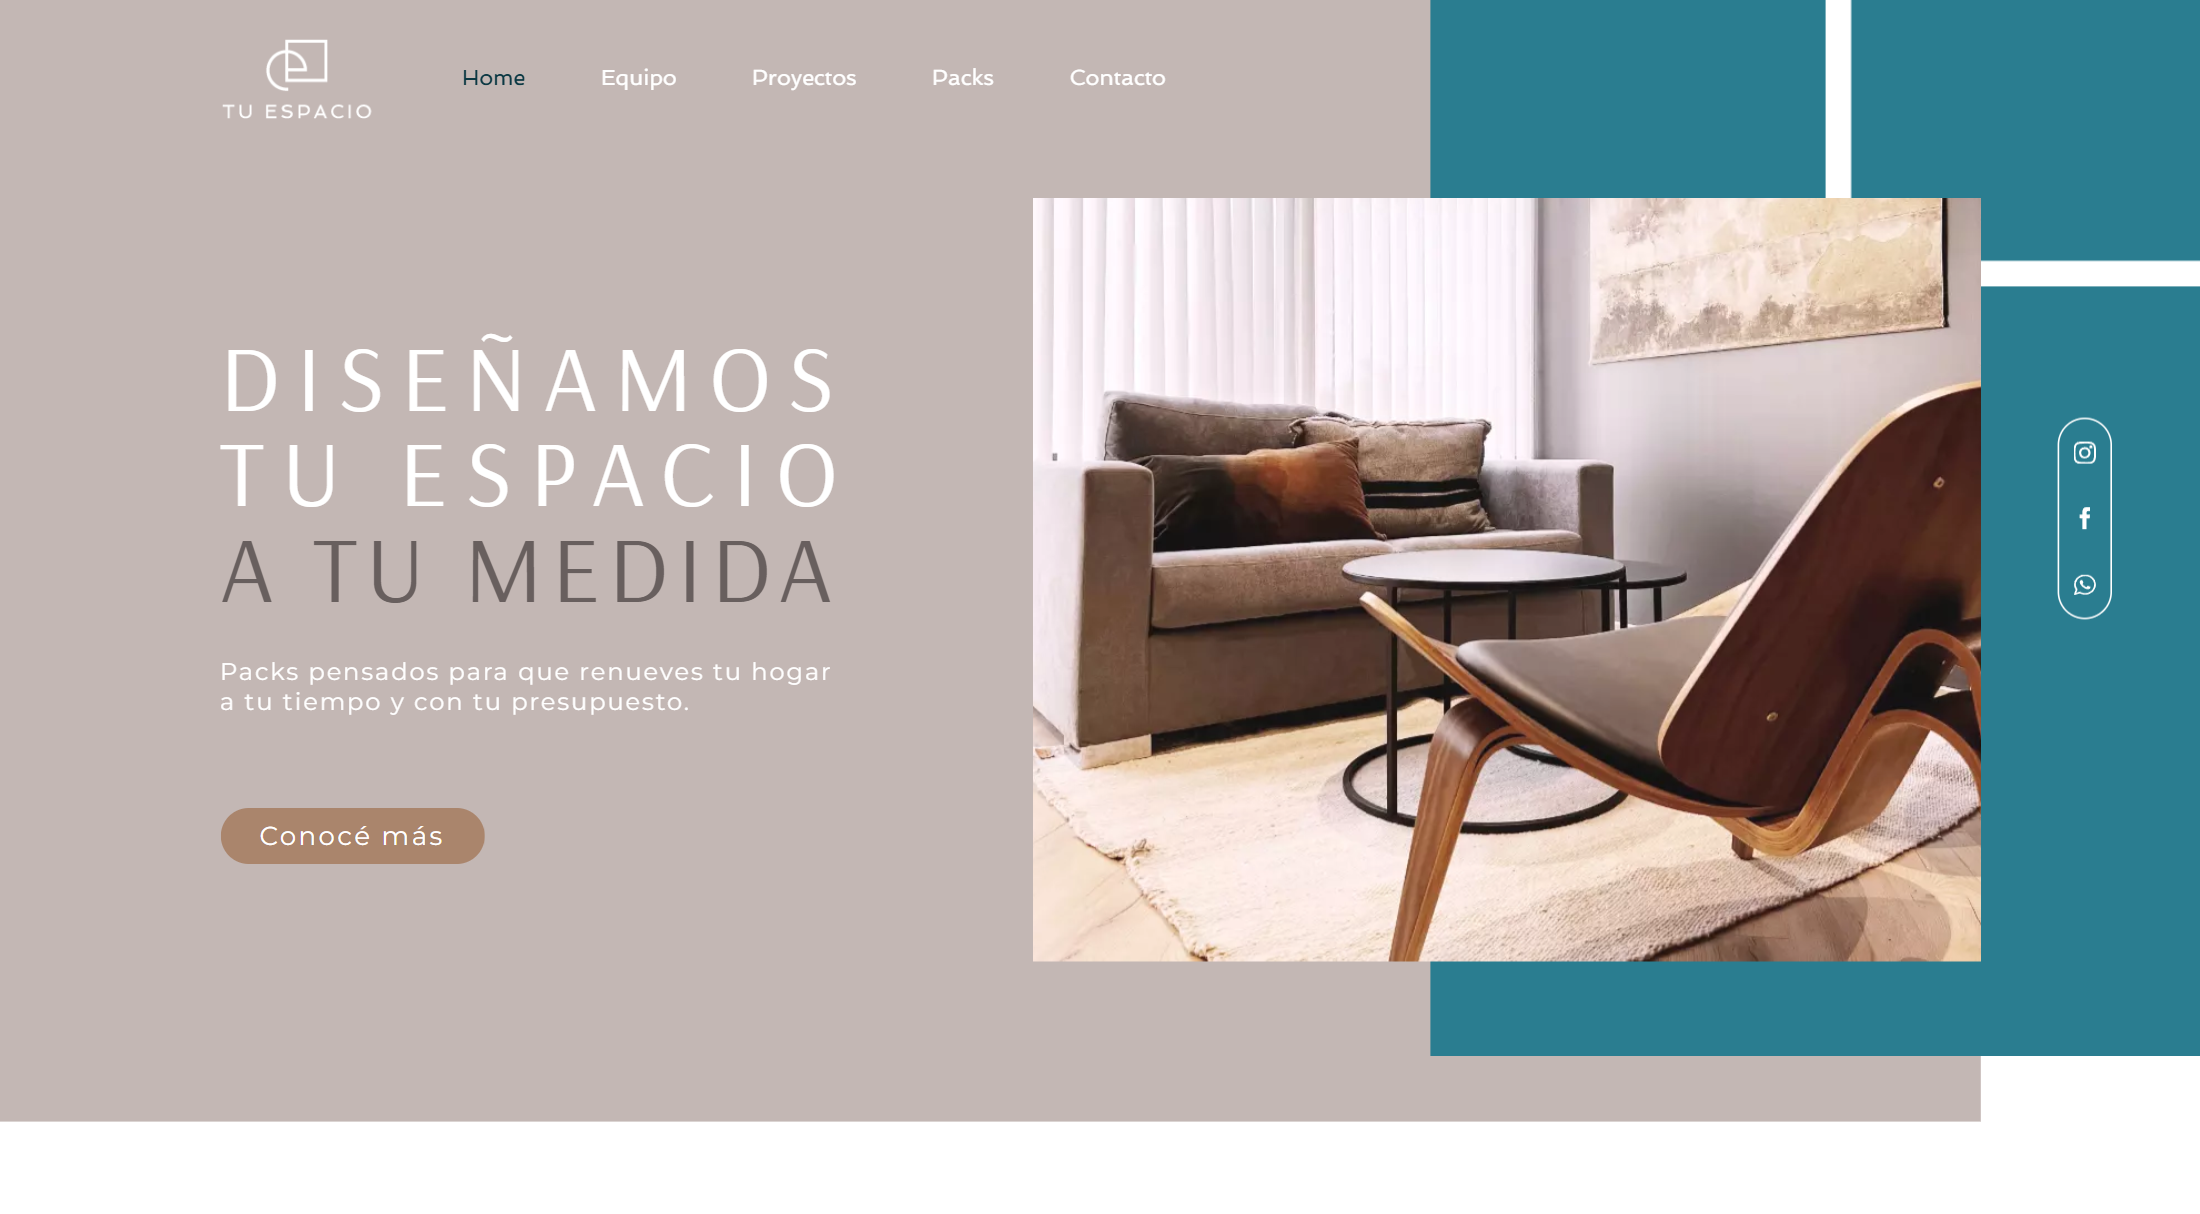 TU ESPACIO
Home
Equipo
Proyectos
Packs
Contacto
DISEÑAMOS
TU ESPACIO
A TU MEDIDA
Packs pensados para que renueves tu hogar
a tu tiempo y con tu presupuesto.
Conocé más